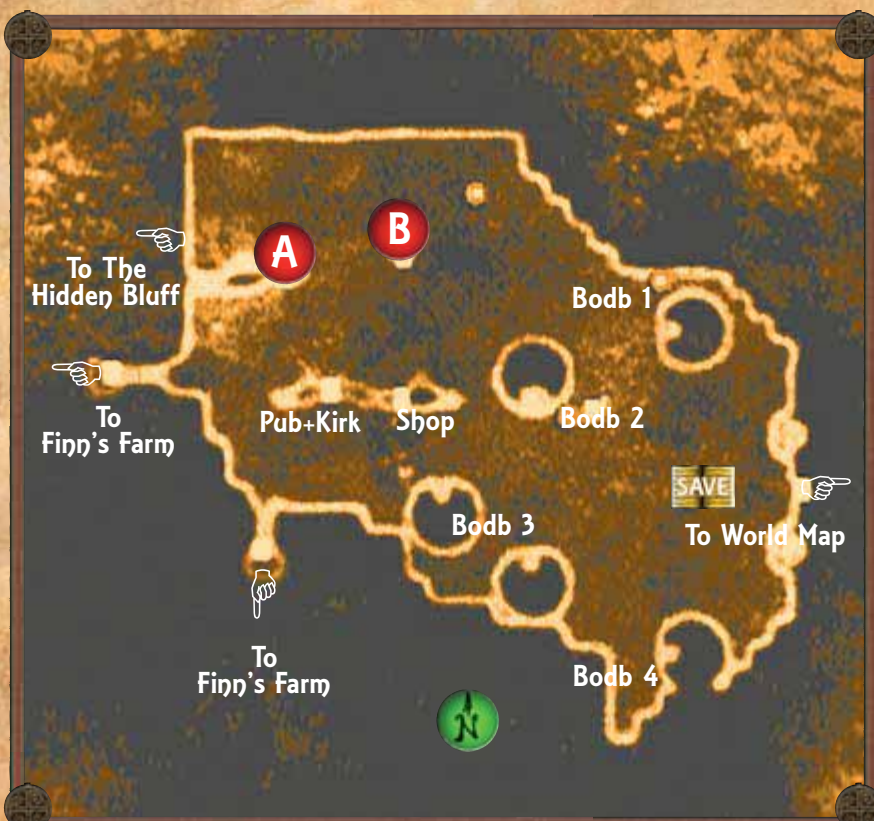 A
B
To The
Hidden Bluff
Bodb 1
To
Finn's Farm
Pub+Kirk
Shop
Bodb 2
SAVE
Bodb 3
To World Map
To
Finn's Farm
Bodb 4
N